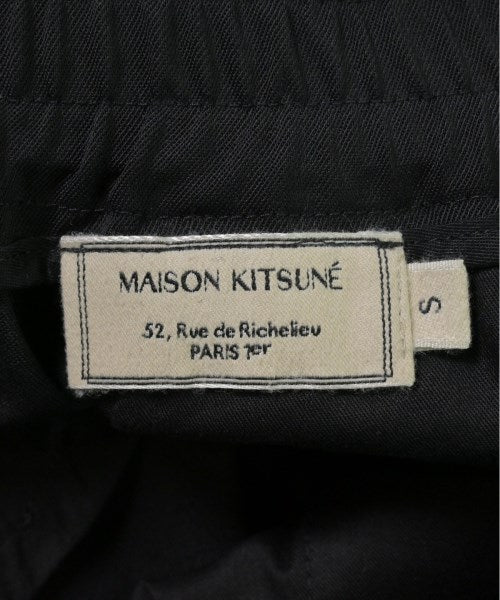 MAISON KITSUNÉ
52, Rue de Richelieu
PARIS 1er
S